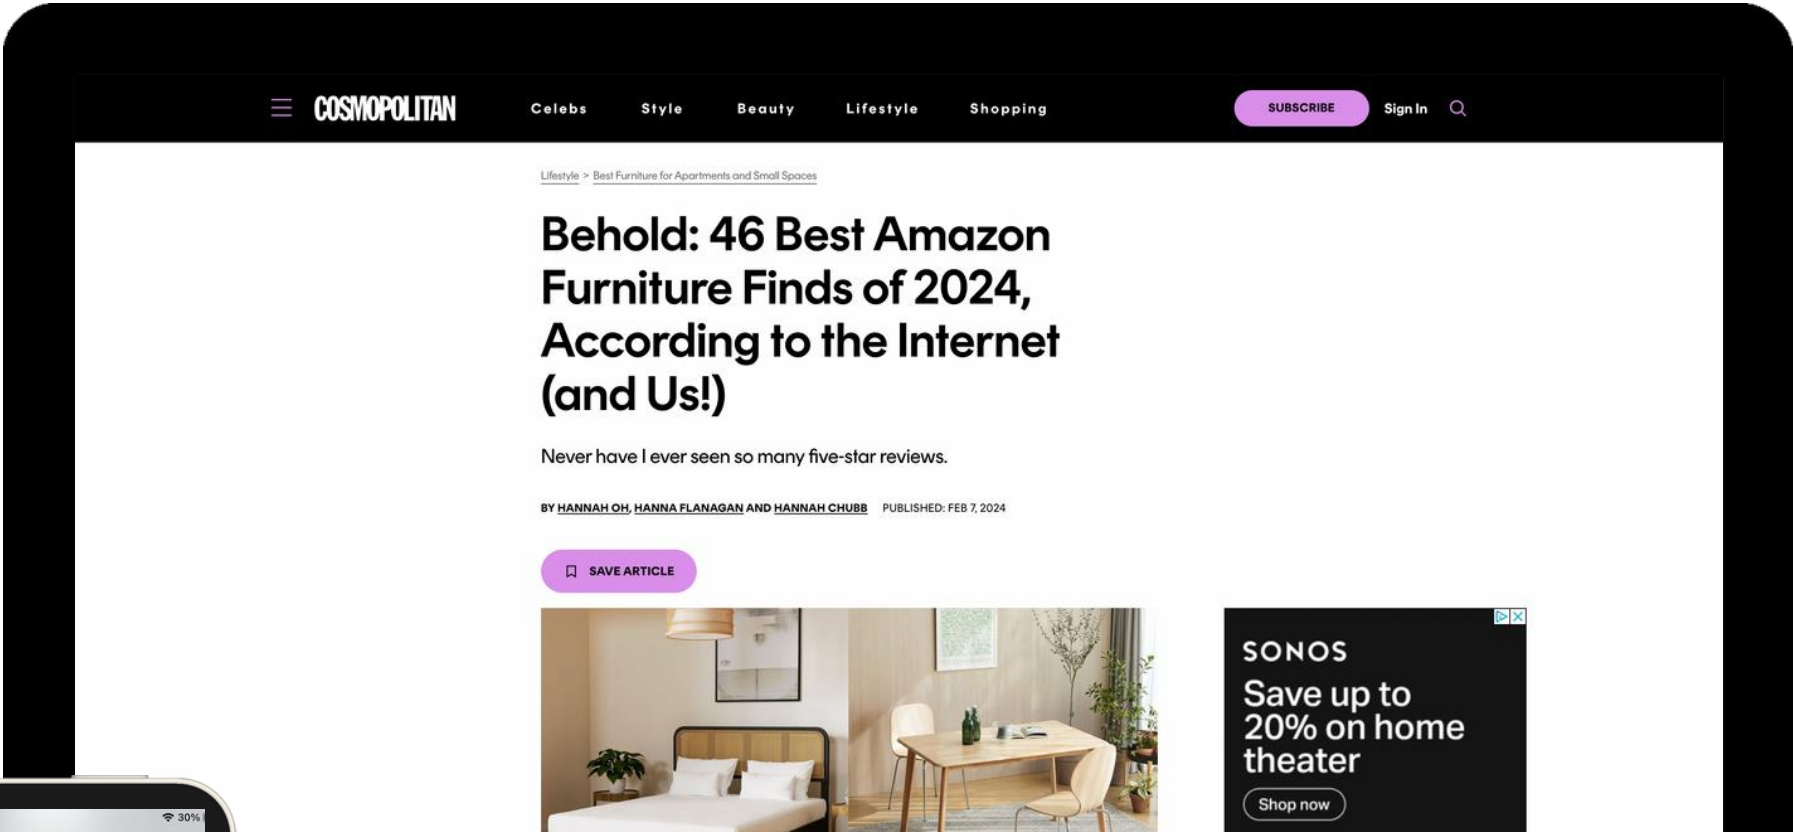 COSMOPOLITAN
Celebs
Style
Beauty
Lifestyle
Shopping
SUBSCRIBE
Sign In
Lifestyle > Best Furniture for Apartments and Small Spaces
Behold: 46 Best Amazon
Furniture Finds of 2024,
According to the Internet
(and Us!)
Never have I ever seen so many five-star reviews.
BY HANNAH OH, HANNA FLANAGAN AND HANNAH CHUBB PUBLISHED: FEB 7, 2024
SAVE ARTICLE
SONOS
Save up to
20% on home
theater
Shop now
30%